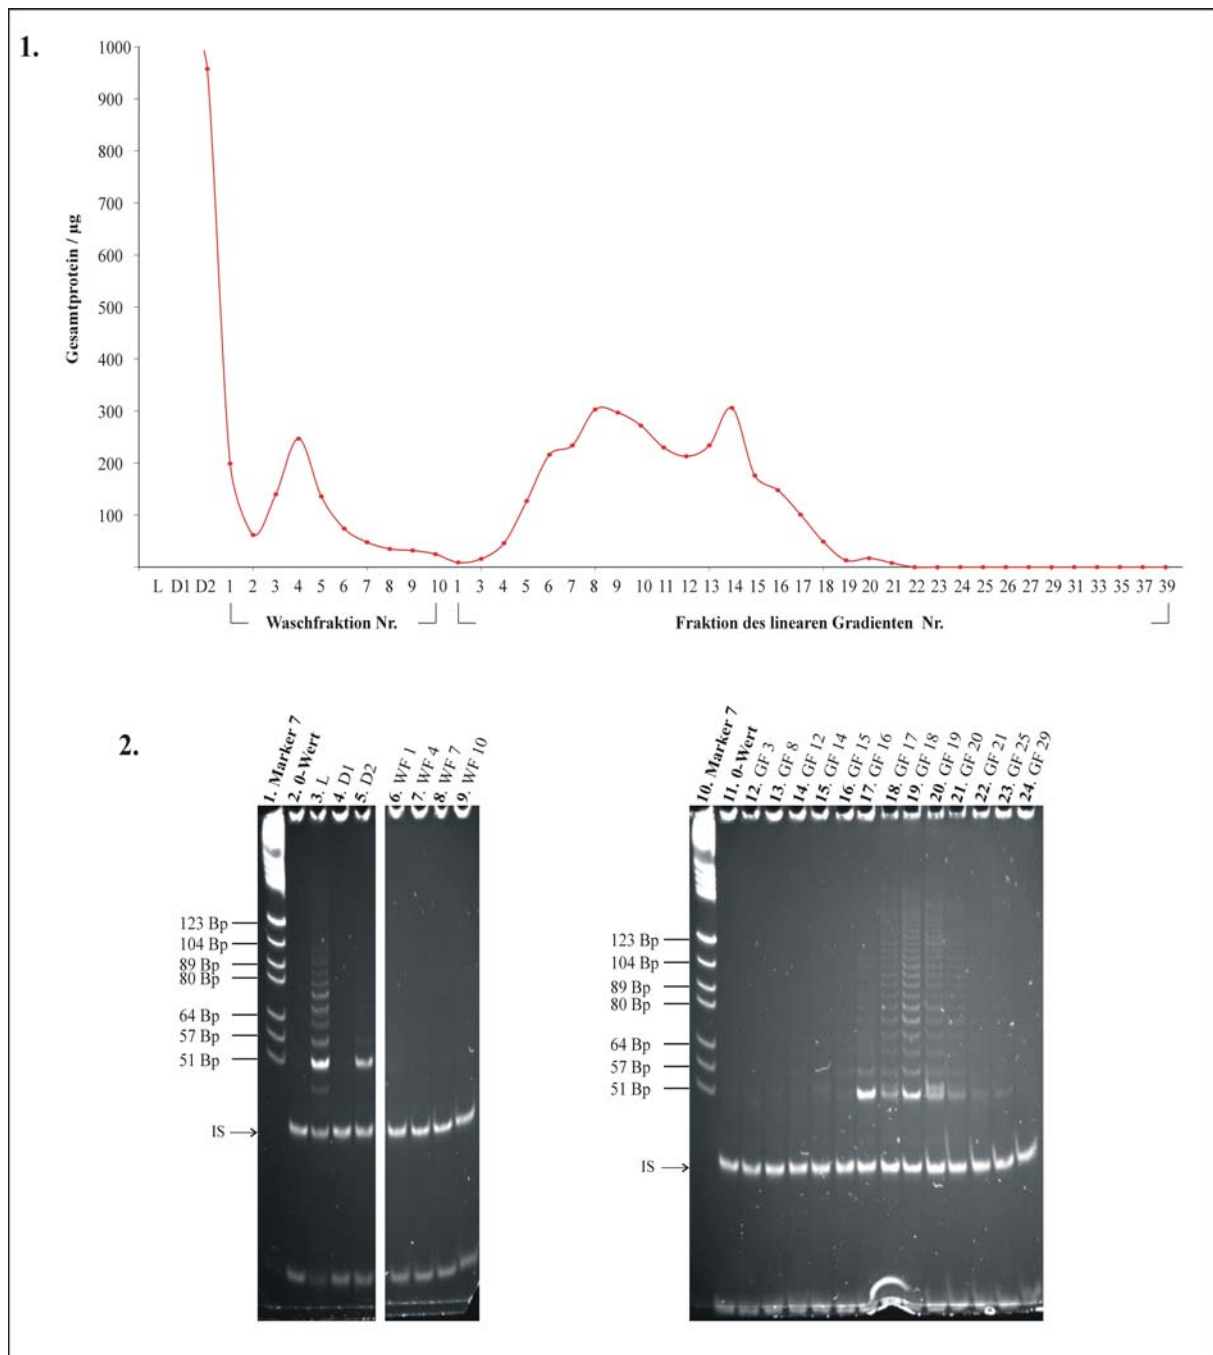 1.
1000
900
800
700
600
500
400
300
200
100
Gesamtprotein / µg
L D1 D2 1 2 3 4 5 6 7 8 9 10 1 3 4 5 6 7 8 9 10 11 12 13 14 15 16 17 18 19 20 21 22 23 24 25 26 27 29 31 33 35 37 39
Waschfraktion Nr.
Fraktion des linearen Gradienten Nr.
2.
1. Marker 7
2. 0-Wert
3. L
4. D1
5. D2
6. WF 1
7. WF 4
8. WF 7
9. WF 10
123 Bp
104 Bp
89 Bp
80 Bp
64 Bp
57 Bp
51 Bp
IS
10. Marker 7
11. 0-Wert
12. GF 3
13. GF 8
14. GF 12
15. GF 14
16. GF 15
17. GF 16
18. GF 17
19. GF 18
20. GF 19
21. GF 20
22. GF 21
23. GF 25
24. GF 29
123 Bp
104 Bp
89 Bp
80 Bp
64 Bp
57 Bp
51 Bp
IS